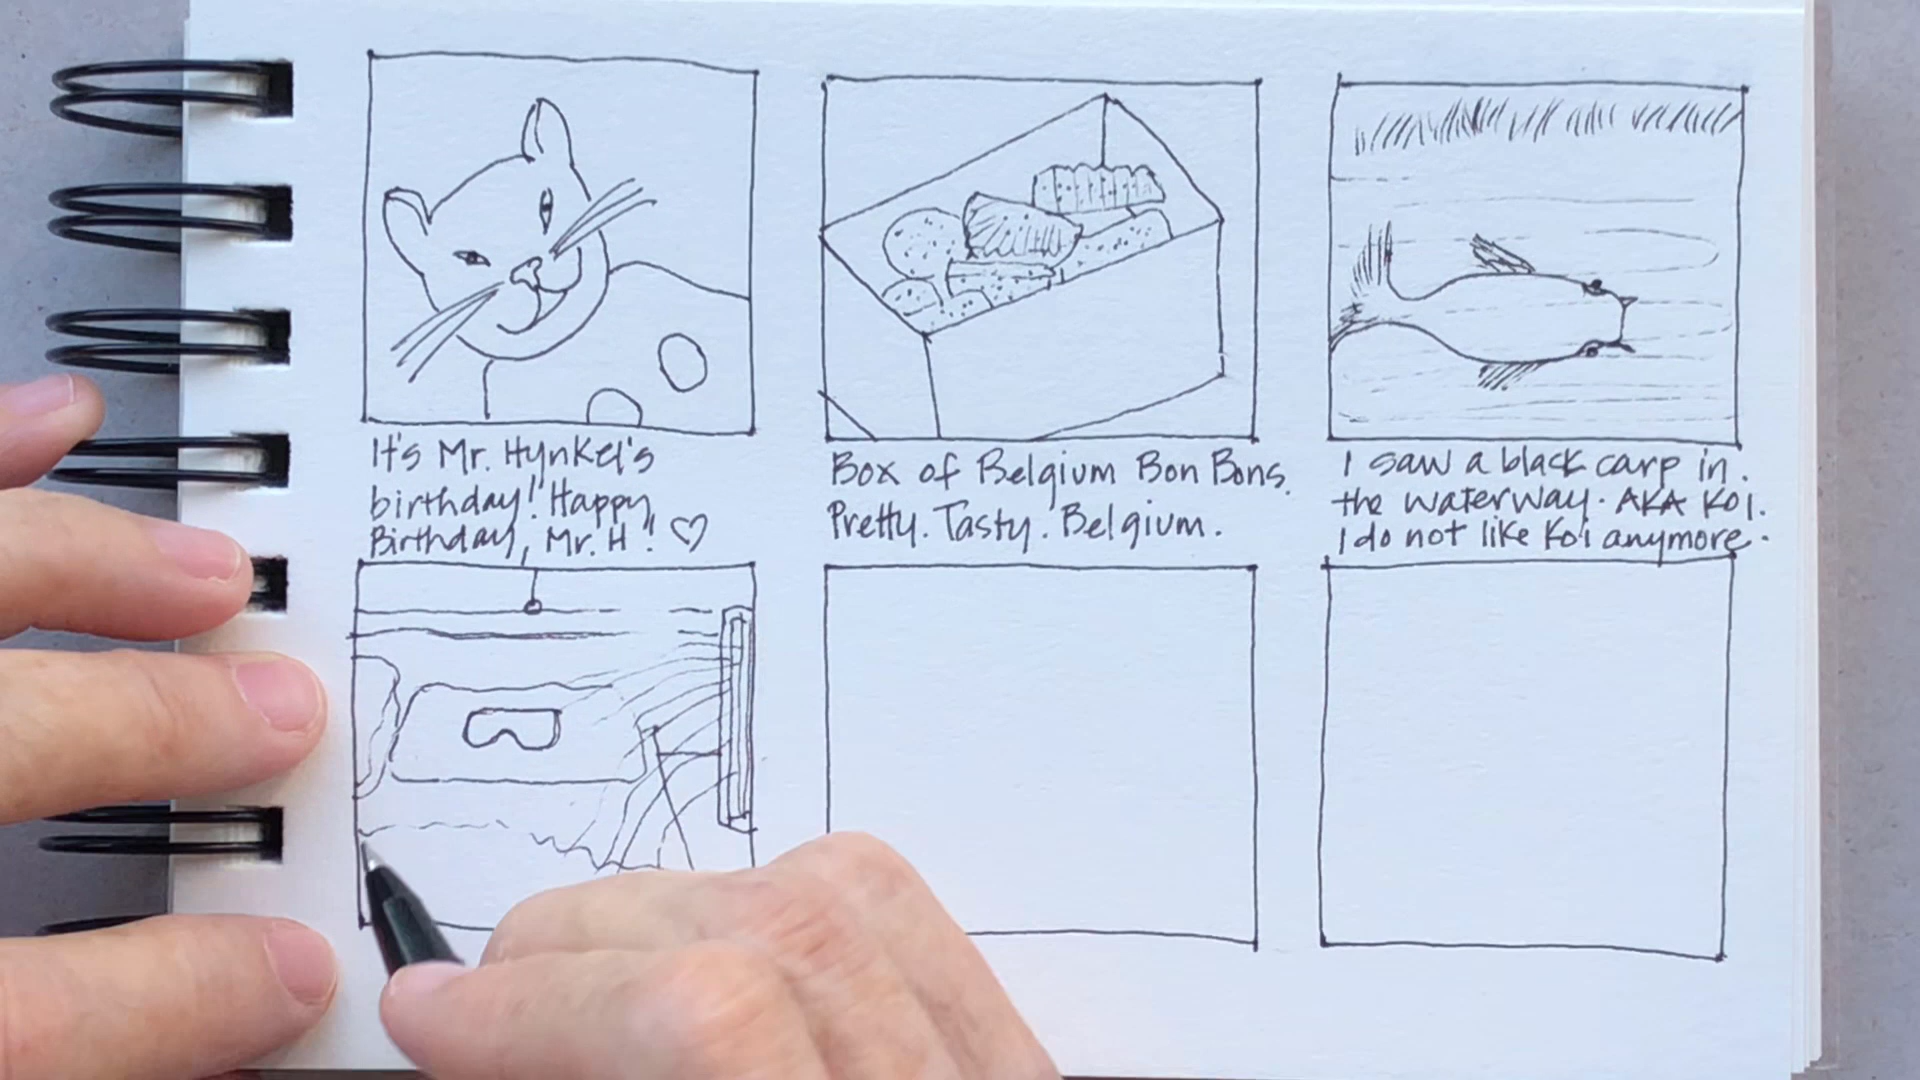 It's Mr. Hynkel's
birthday! Happy
Birthday, Mr. H! ♡
Box of Belgium Bon Bons.
Pretty. Tasty. Belgium.
I saw a black carp in
the waterway. AKA Koi.
I do not like Koi anymore.